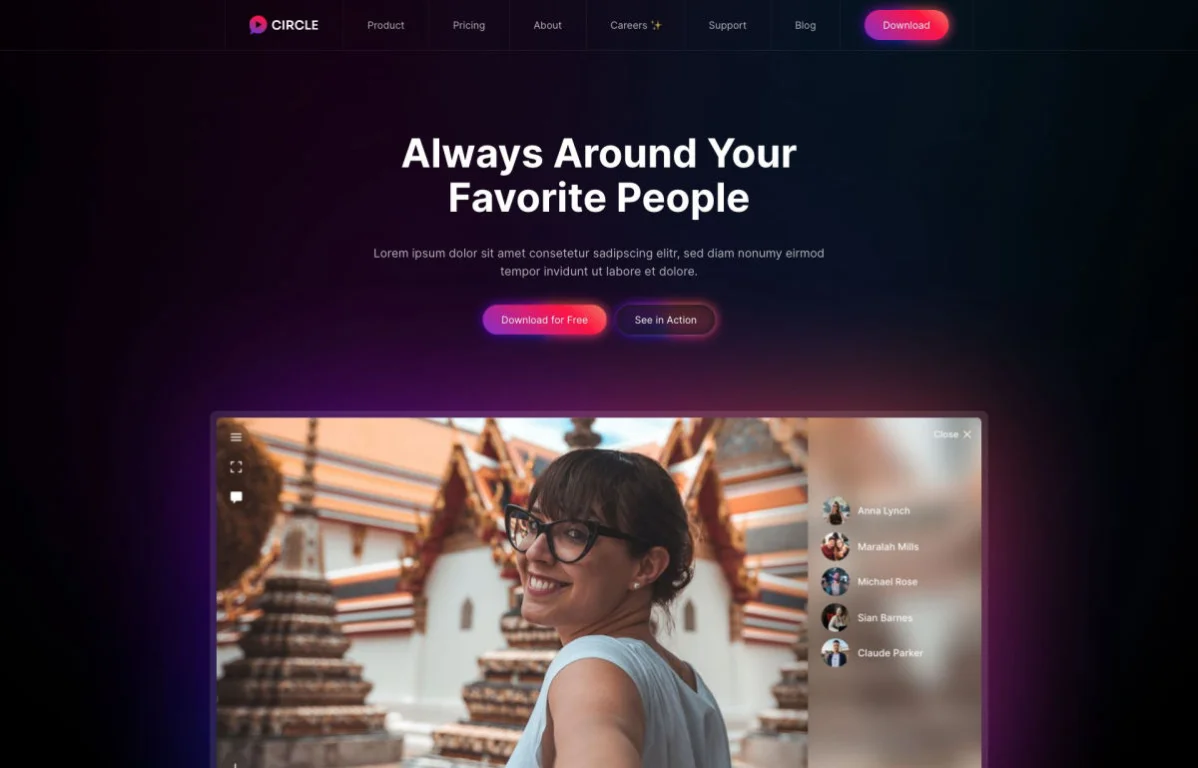 CIRCLE
Product
Pricing
About
Careers ✨
Support
Blog
Download
Always Around Your
Favorite People
Lorem ipsum dolor sit amet consetetur sadipscing elitr, sed diam nonumy eirmod
tempor invidunt ut labore et dolore.
Download for Free
See in Action
Close
Anna Lynch
Maralah Mills
Michael Rose
Sian Barnes
Claude Parker